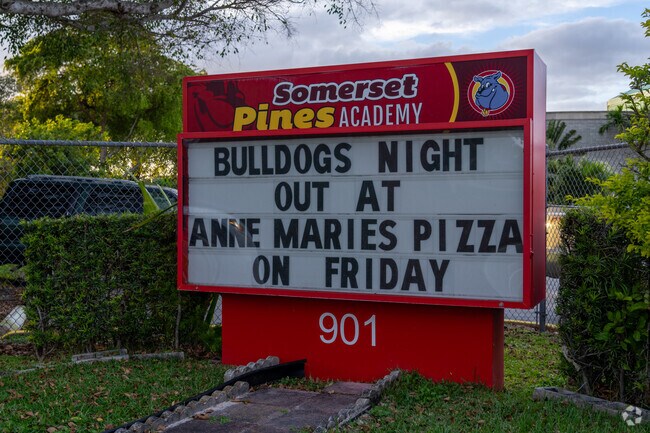 Somerset
PINES ACADEMY
BULLDOGS NIGHT
OUT AT
ANNE MARIES PIZZA
ON FRIDAY
901